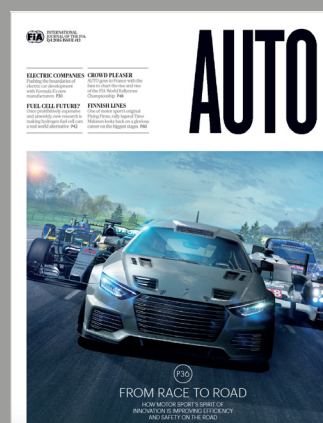 FiA
INTERNATIONAL
JOURNAL OF THE FIA
Q4 2016 ISSUE #17
AUTO
ELECTRIC COMPANIES
Pushing the boundaries of
electric car development
with Formula E's new
manufacturers P30
CROWD PLEASER
AUTO goes to France with the
fans to chart the rise and rise
of the FIA World Rallycross
Championship P48
FUEL CELL FUTURE?
Once prohibitively expensive
and unwieldy, new research is
making hydrogen fuel cell cars
a real world alternative P42
FINNISH LINES
One of motor sport's original
Flying Finns, rally legend Timo
Makinen looks back on a glorious
career on the biggest stages P60
P36
FROM RACE TO ROAD
HOW MOTOR SPORT'S SPIRIT OF
INNOVATION IS IMPROVING EFFICIENCY
AND SAFETY ON THE ROAD